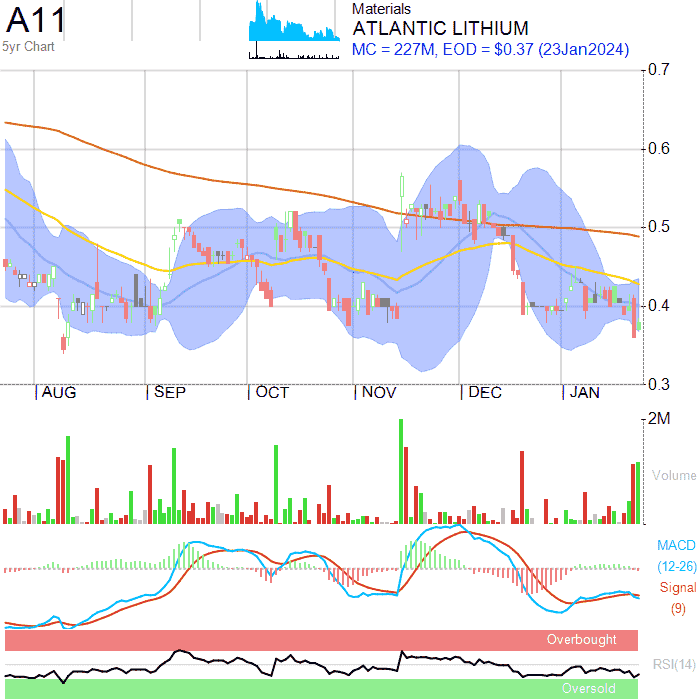 A11
5yr Chart
Materials
ATLANTIC LITHIUM
MC = 227M, EOD = $0.37 (23Jan2024)
0.7
0.6
0.5
0.4
0.3
AUG SEP OCT NOV DEC JAN
2M
Volume
MACD
(12-26)
Signal
(9)
Overbought
RSI(14)
Oversold